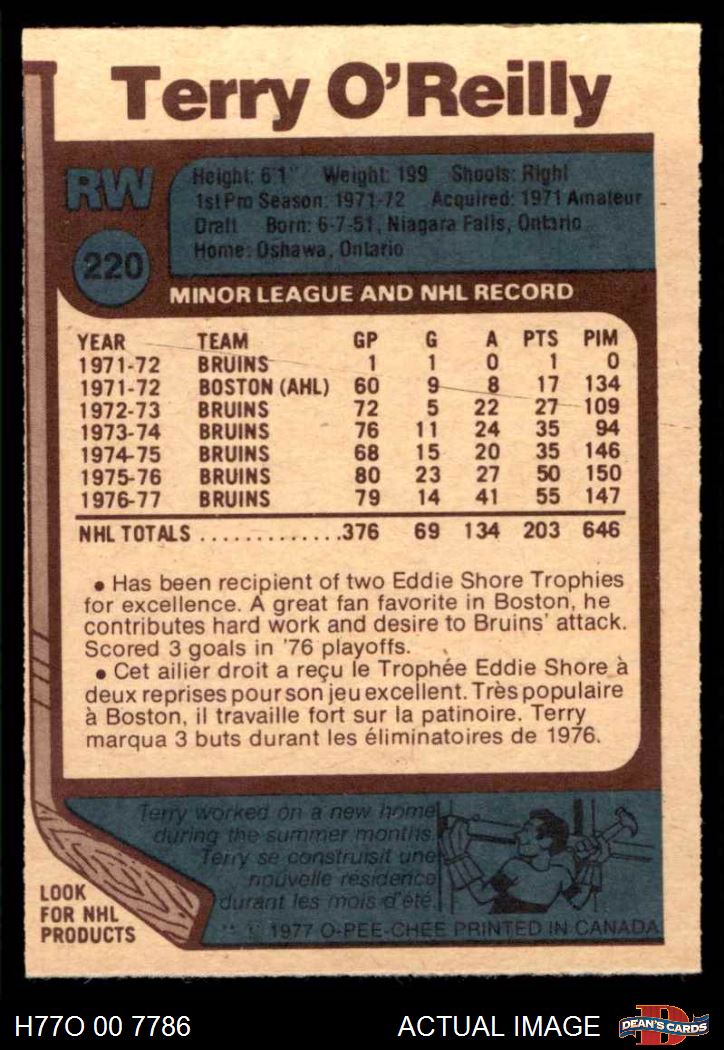 Terry O'Reilly
RW
Height: 6'1" Weight: 199 Shoots: Right
1st Pro Season: 1971-72 Acquired: 1971 Amateur
Draft Born: 6-7-51, Niagara Falls, Ontario
Home: Oshawa, Ontario
220
MINOR LEAGUE AND NHL RECORD
YEAR TEAM GP G A PTS PIM
1971-72 BRUINS 1 1 0 1 0
1971-72 BOSTON (AHL) 60 9 8 17 134
1972-73 BRUINS 72 5 22 27 109
1973-74 BRUINS 76 11 24 35 94
1974-75 BRUINS 68 15 20 35 146
1975-76 BRUINS 80 23 27 50 150
1976-77 BRUINS 79 14 41 55 147
NHL TOTALS .............376 69 134 203 646
• Has been recipient of two Eddie Shore Trophies
for excellence. A great fan favorite in Boston, he
contributes hard work and desire to Bruins' attack.
Scored 3 goals in '76 playoffs.
• Cet ailier droit a reçu le Trophée Eddie Shore à
deux reprises pour son jeu excellent. Très populaire
à Boston, il travaille fort sur la patinoire. Terry
marqua 3 buts durant les éliminatoires de 1976.
Terry worked on a new home
during the summer months.
Terry se construisit une
nouvelle résidence
durant les mois d'été.
** © 1977 O-PEE-CHEE PRINTED IN CANADA
LOOK
FOR NHL
PRODUCTS
H77O 00 7786 ACTUAL IMAGE
D
DEAN'S CARDS